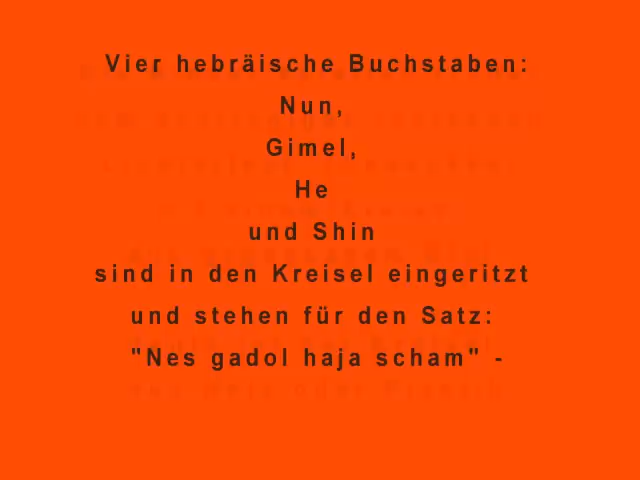 Vier hebräische Buchstaben:
Nun,
Gimel,
He
und Shin
sind in den Kreisel eingeritzt
und stehen für den Satz:
"Nes gadol haja scham" -